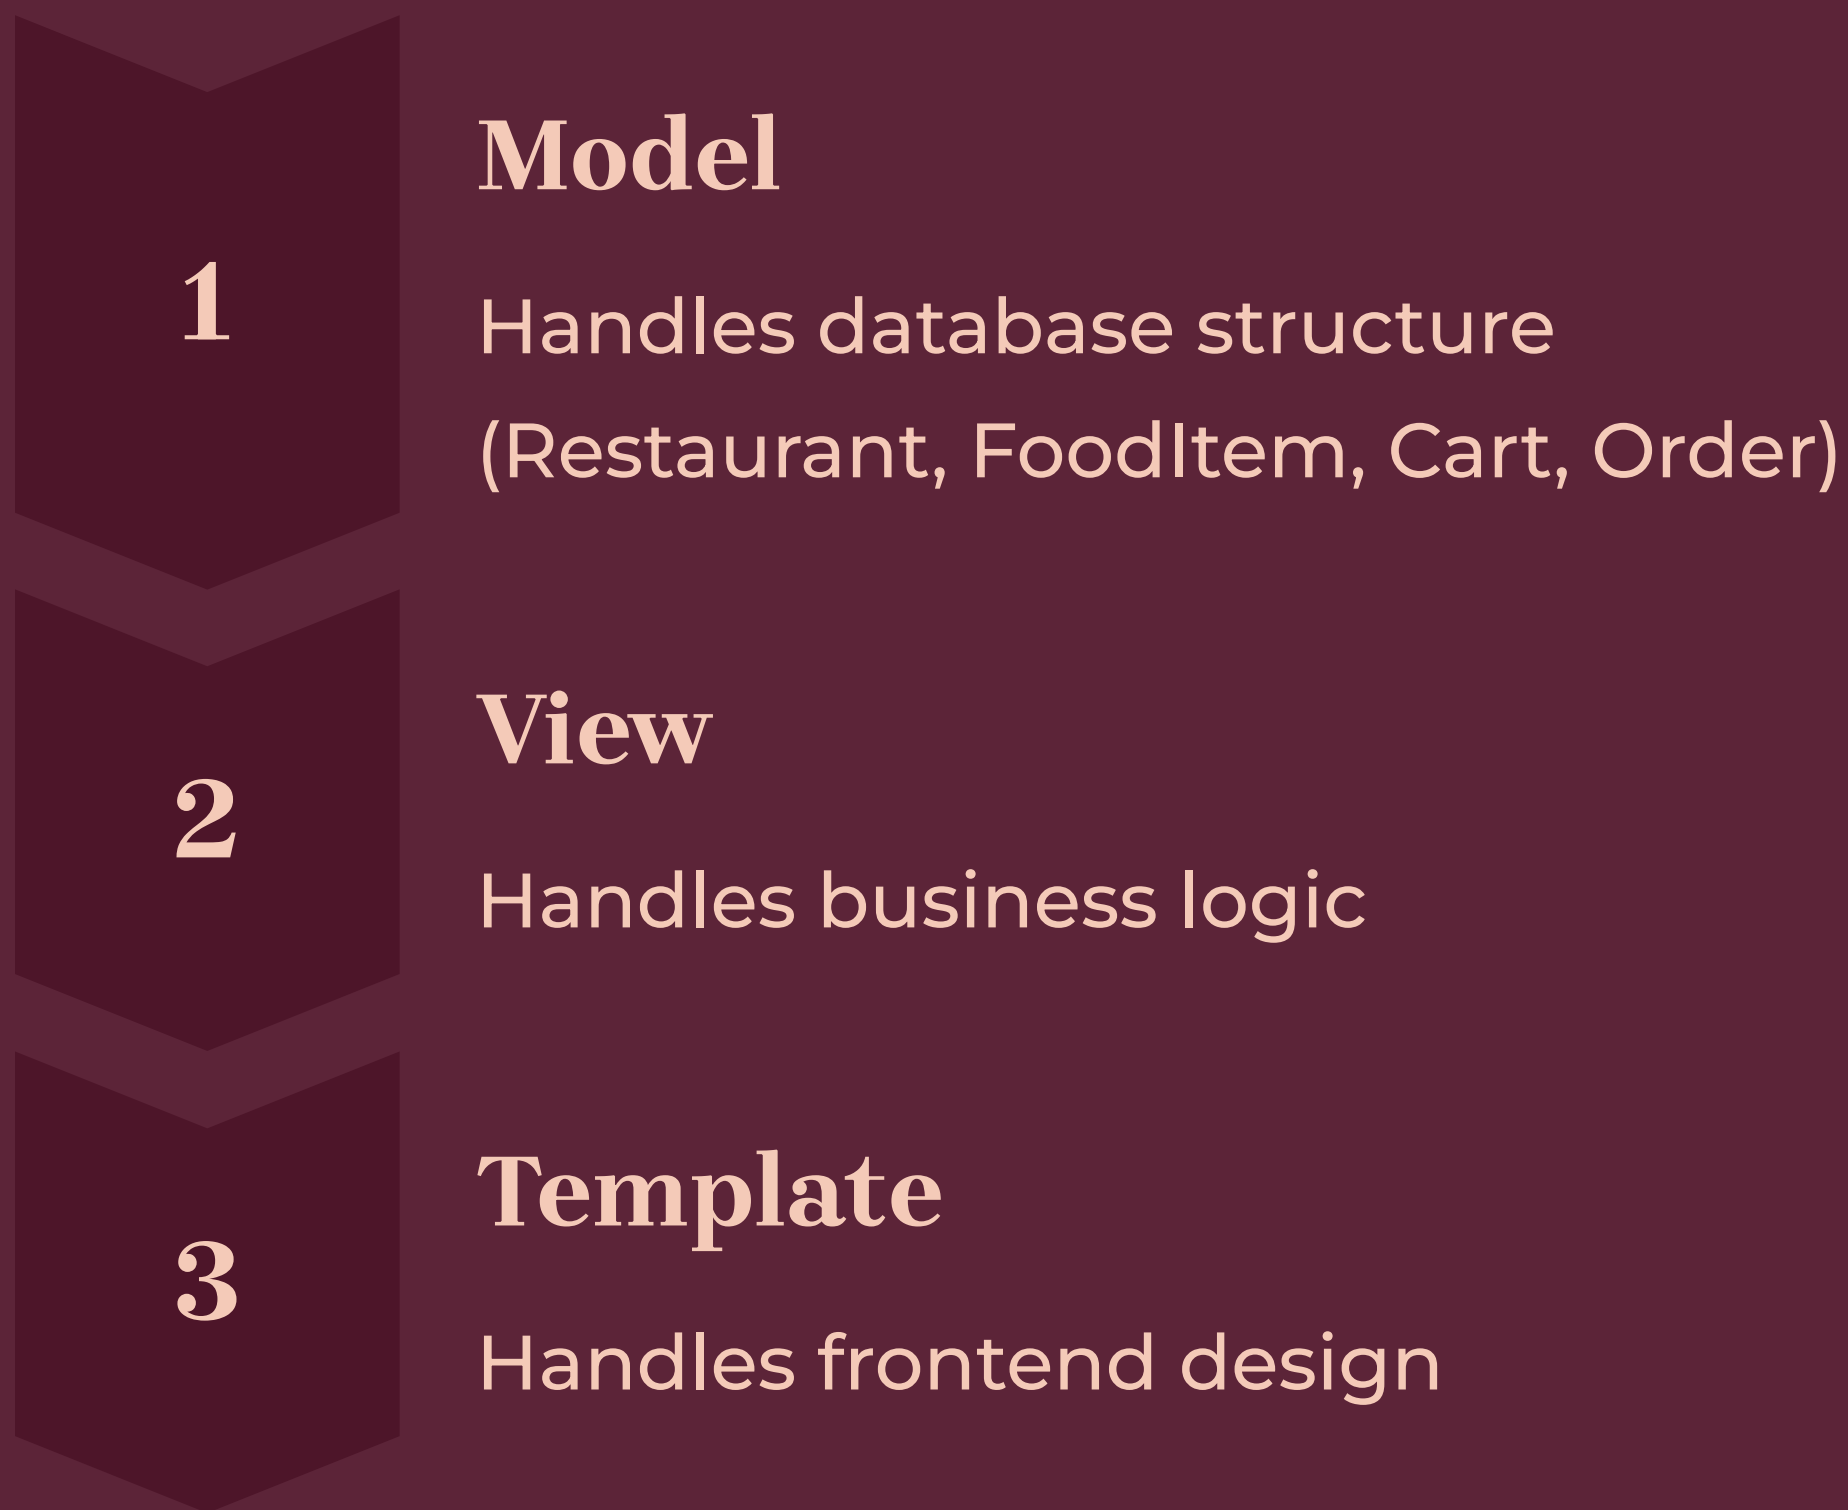 1
Model
Handles database structure
(Restaurant, FoodItem, Cart, Order)
2
View
Handles business logic
3
Template
Handles frontend design